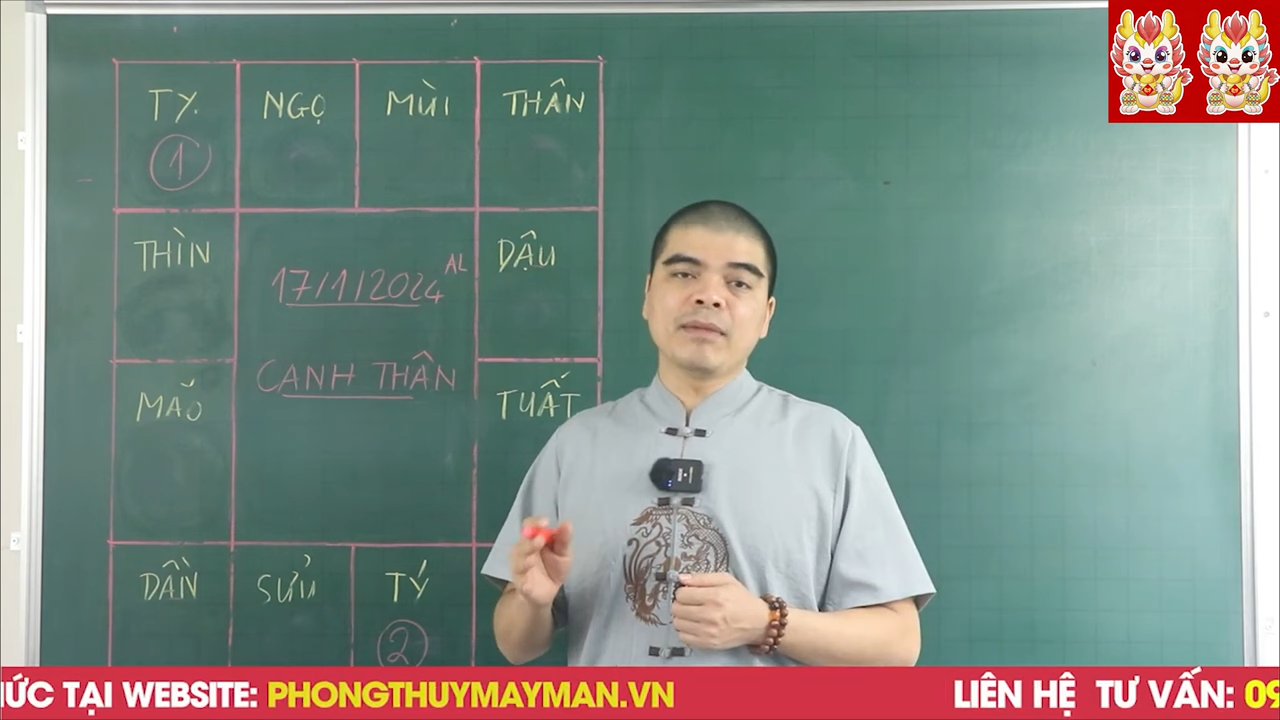 TỴ
NGỌ
MÙI
THÂN
1
THÌN
17/1/2024 AL
DẬU
CANH THÂN
MÃO
TUẤT
DẦN
SỬU
TÝ
2
ỨC TẠI WEBSITE: PHONGTHUYMAYMAN.VN
LIÊN HỆ TƯ VẤN: 09